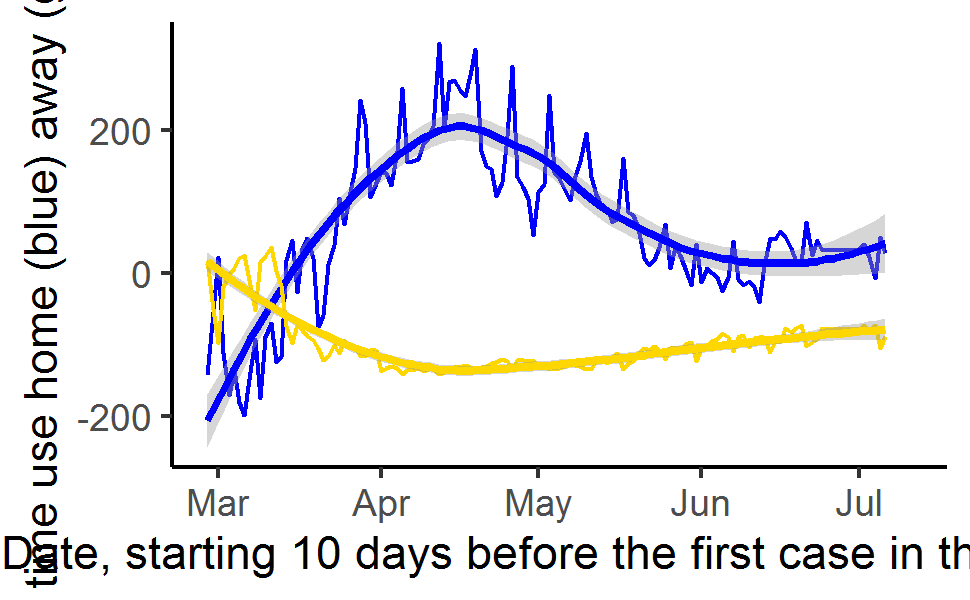 time use home (blue) away (
200
0
-200
Mar Apr May Jun Jul
Date, starting 10 days before the first case in th